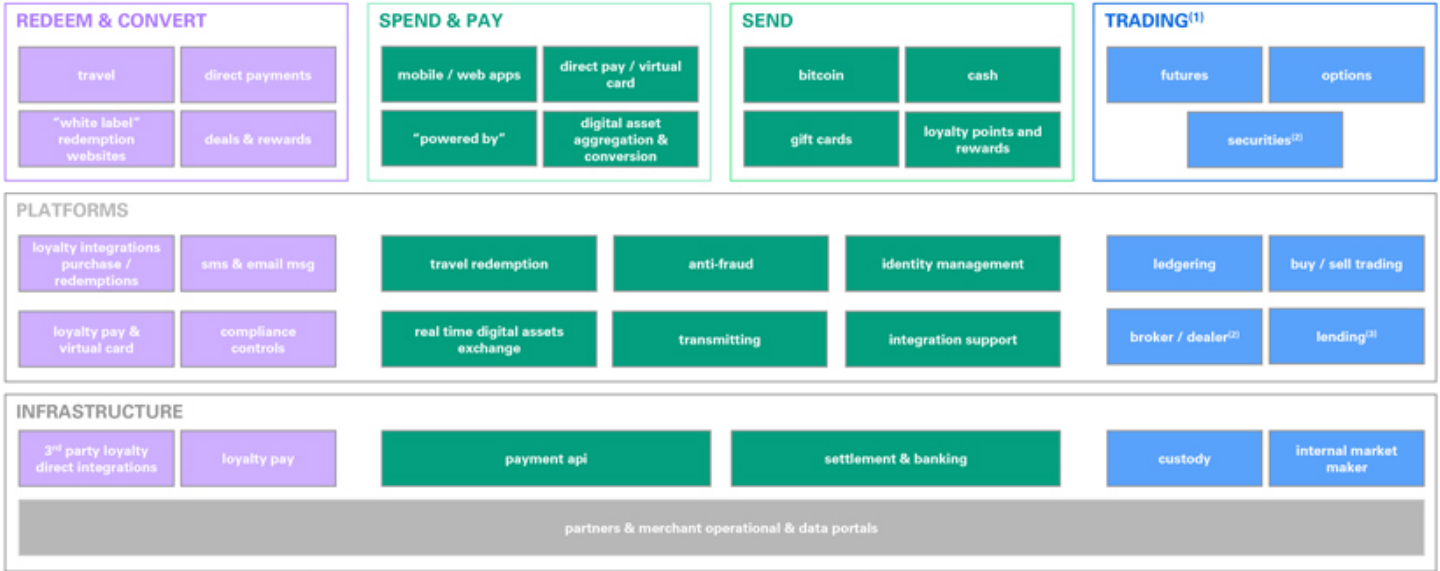 REDEEM & CONVERT
travel
direct payments
“white label”
redemption
websites
deals & rewards
SPEND & PAY
mobile / web apps
direct pay / virtual
card
“powered by”
digital asset
aggregation &
conversion
SEND
bitcoin
cash
gift cards
loyalty points and
rewards
TRADING(1)
futures
options
securities(2)
PLATFORMS
loyalty integrations
purchase /
redemptions
sms & email msg
travel redemption
anti-fraud
identity management
ledgering
buy / sell trading
loyalty pay &
virtual card
compliance
controls
real time digital assets
exchange
transmitting
integration support
broker / dealer(2)
lending(3)
INFRASTRUCTURE
3rd party loyalty
direct integrations
loyalty pay
payment api
settlement & banking
custody
internal market
maker
partners & merchant operational & data portals